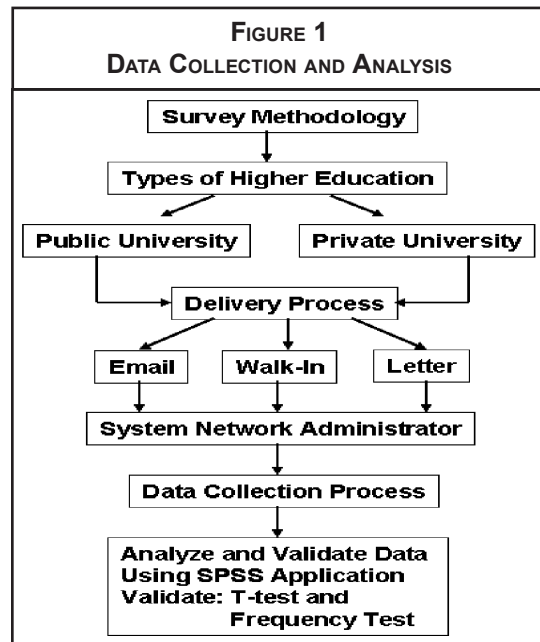 FIGURE 1
DATA COLLECTION AND ANALYSIS
Survey Methodology
Types of Higher Education
Public University
Private University
Delivery Process
Email
Walk-In
Letter
System Network Administrator
Data Collection Process
Analyze and Validate Data
Using SPSS Application
Validate: T-test and
Frequency Test